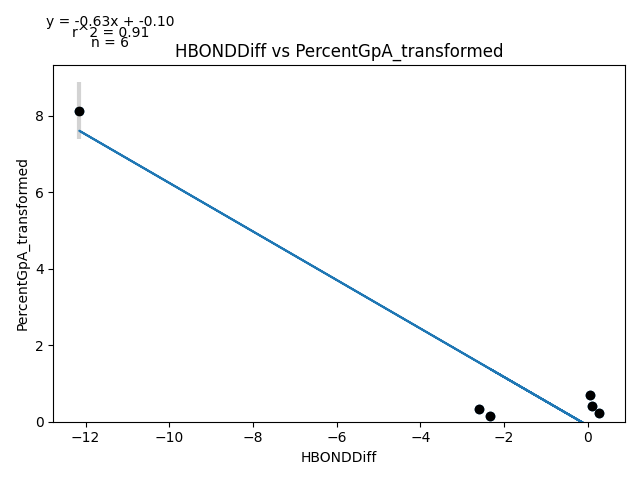 y = -0.63x + -0.10
r^2 = 0.91
n = 6
HBONDDiff vs PercentGpA_transformed
PercentGpA_transformed
8
6
4
2
0
−12
−10
−8
−6
−4
−2
0
HBONDDiff